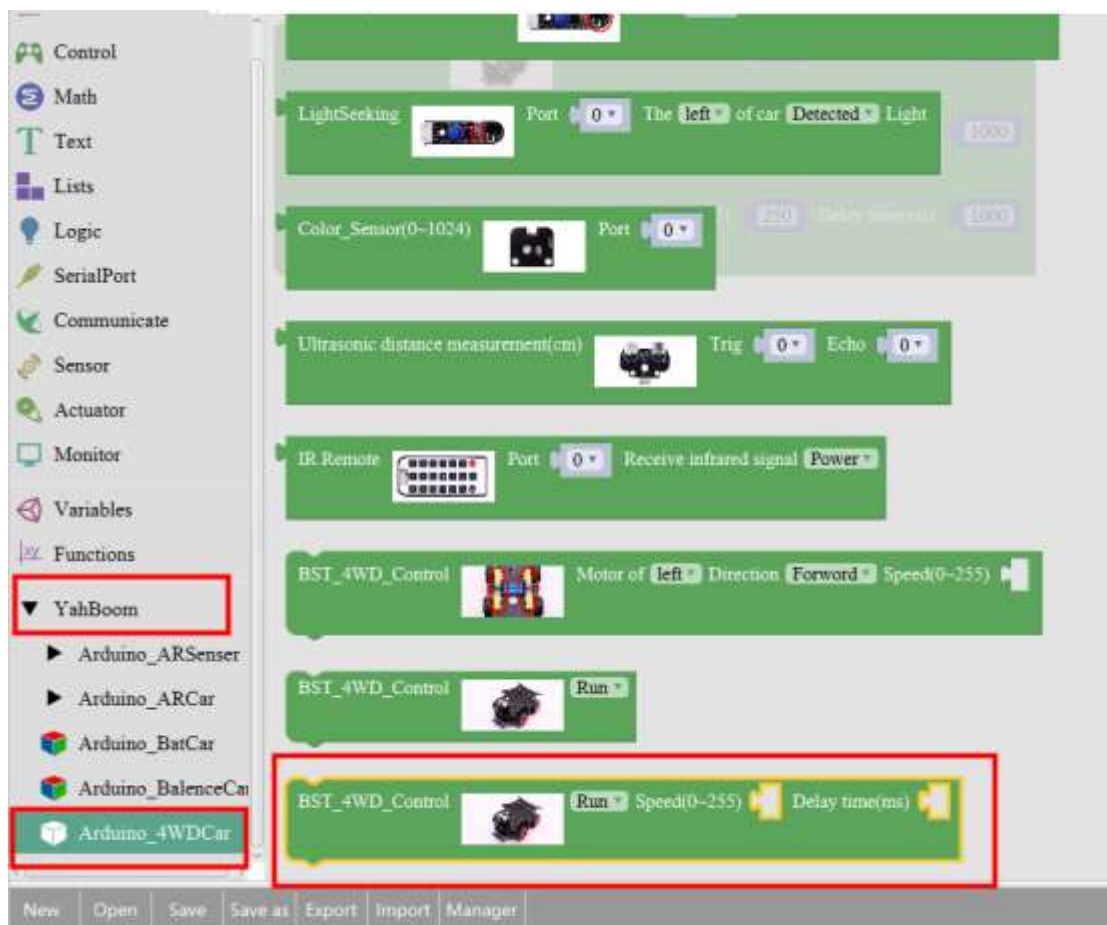 Control
Math
Text
Lists
Logic
SerialPort
Communicate
Sensor
Actuator
Monitor
Variables
Functions
YahBoom
Arduino_ARSenser
Arduino_ARCar
Arduino_BatCar
Arduino_BalenceCa
Arduino_4WDCar
LightSeeking Port 0 The left of car Detected Light
1000
Color_Sensor(0~1024) Port 0
250 Delay time(ms) 1000
Ultrasonic distance measurement(cm) Trig 0 Echo 0
IR Remote Port 0 Receive infrared signal Power
BST_4WD_Control Motor of left Direction Forword Speed(0~255)
BST_4WD_Control Run
BST_4WD_Control Run Speed(0~255) Delay time(ms)
New Open Save Save as Export Import Manager